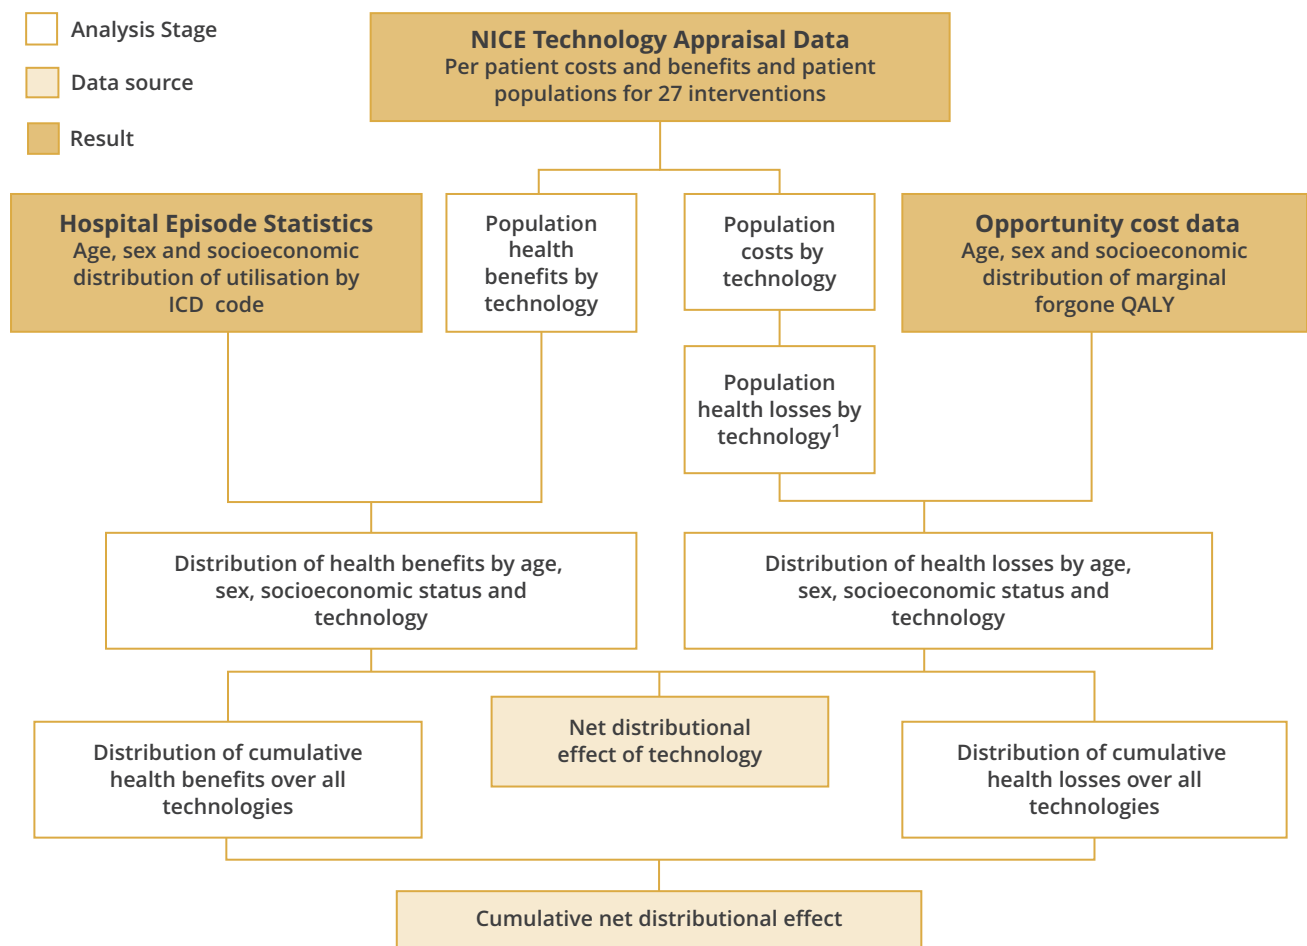 Analysis Stage
Data source
Result
NICE Technology Appraisal Data
Per patient costs and benefits and patient
populations for 27 interventions
Hospital Episode Statistics
Age, sex and socioeconomic
distribution of utilisation by
ICD code
Population
health
benefits by
technology
Population
costs by
technology
Opportunity cost data
Age, sex and socioeconomic
distribution of marginal
forgone QALY
Population
health losses by
technology1
Distribution of health benefits by age,
sex, socioeconomic status and
technology
Distribution of health losses by age,
sex, socioeconomic status and
technology
Distribution of cumulative
health benefits over all
technologies
Net distributional
effect of technology
Distribution of cumulative
health losses over all
technologies
Cumulative net distributional effect